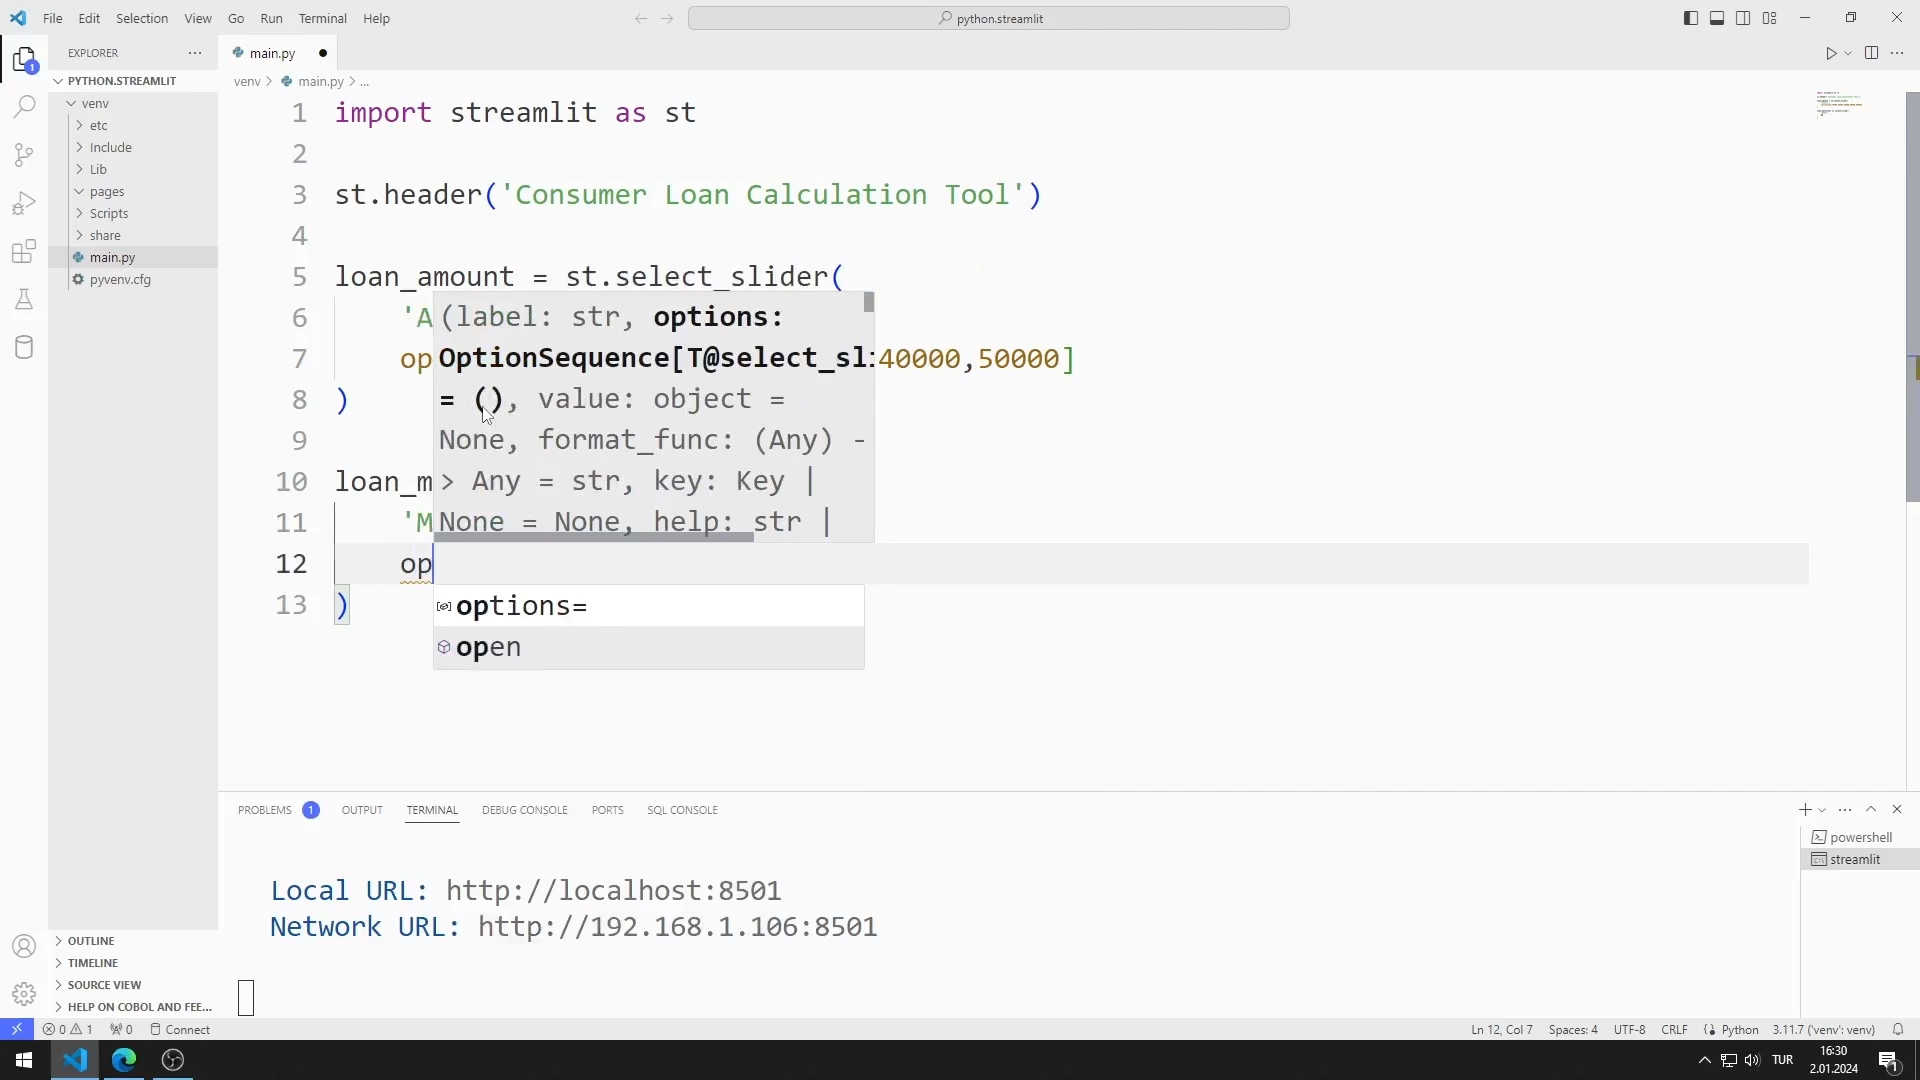 File Edit Selection View Go Run Terminal Help
python.streamlit
EXPLORER
1
PYTHON.STREAMLIT
venv
etc
Include
Lib
pages
Scripts
share
main.py
pyvenv.cfg
OUTLINE
TIMELINE
SOURCE VIEW
HELP ON COBOL AND FEE...
main.py
venv > main.py > ...
1 import streamlit as st
2
3 st.header('Consumer Loan Calculation Tool')
4
5 loan_amount = st.select_slider(
6 'A
7 op 40000,50000]
8 )
9
10 loan_m
11 'M
12 op
13 )
(label: str, options:
OptionSequence[T@select_sli
= (), value: object =
None, format_func: (Any) -
> Any = str, key: Key |
None = None, help: str |
options=
open
PROBLEMS 1 OUTPUT TERMINAL DEBUG CONSOLE PORTS SQL CONSOLE
Local URL: http://localhost:8501
Network URL: http://192.168.1.106:8501
powershell
streamlit
0 1 0 Connect
Ln 12, Col 7 Spaces: 4 UTF-8 CRLF Python 3.11.7 ('venv': venv)
TUR
16:30
2.01.2024
1